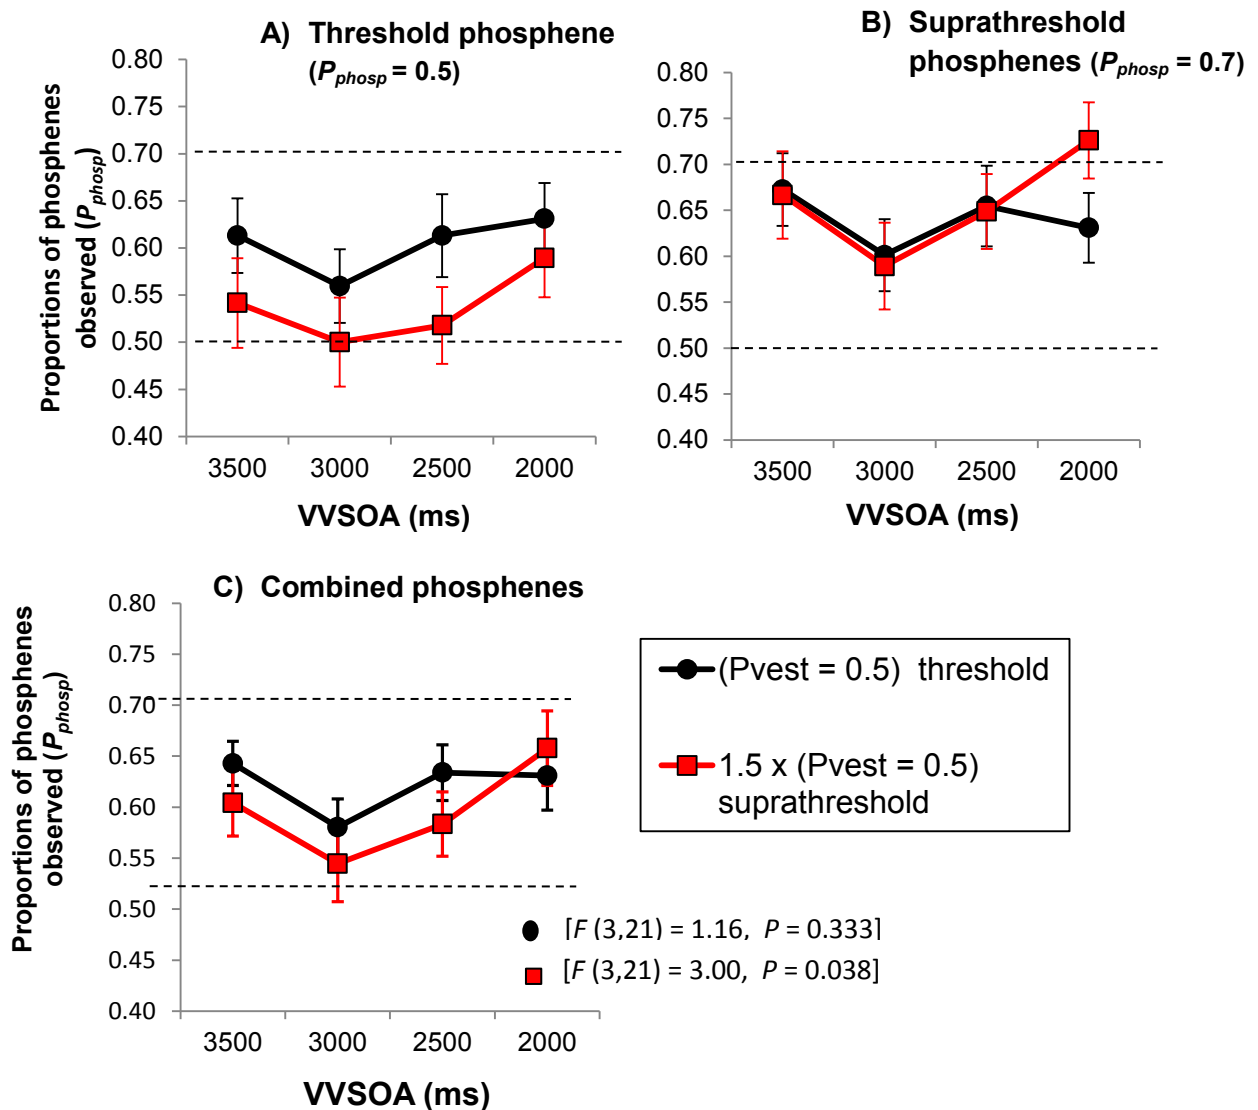 A) Threshold phosphene
(Pphosp = 0.5)
Proportions of phosphenes
observed (Pphosp)
0.80
0.75
0.70
0.65
0.60
0.55
0.50
0.45
0.40
3500 3000 2500 2000
VVSOA (ms)
B) Suprathreshold
phosphenes (Pphosp = 0.7)
0.80
0.75
0.70
0.65
0.60
0.55
0.50
0.45
0.40
3500 3000 2500 2000
VVSOA (ms)
C) Combined phosphenes
Proportions of phosphenes
observed (Pphosp)
0.80
0.75
0.70
0.65
0.60
0.55
0.50
0.45
0.40
3500 3000 2500 2000
VVSOA (ms)
[F (3,21) = 1.16, P = 0.333]
[F (3,21) = 3.00, P = 0.038]
(Pvest = 0.5) threshold
1.5 x (Pvest = 0.5)
suprathreshold